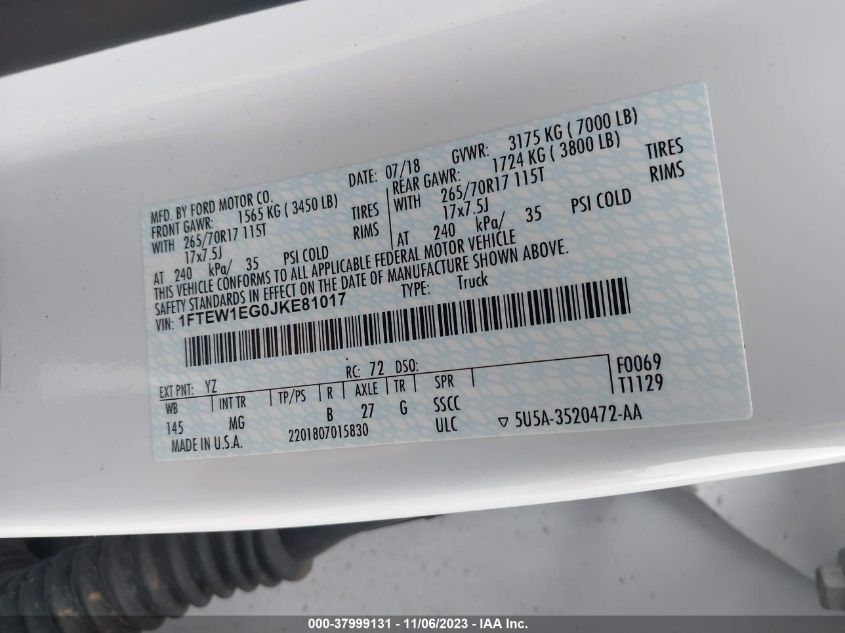 MFD. BY FORD MOTOR CO.
DATE: 07/18 GVWR: 3175 KG ( 7000 LB)
FRONT GAWR: 1565 KG ( 3450 LB)
REAR GAWR: 1724 KG ( 3800 LB)
WITH 265/70R17 115T TIRES
WITH 265/70R17 115T TIRES
17x7.5J RIMS
17x7.5J RIMS
AT 240 kPa/ 35 PSI COLD
AT 240 kPa/ 35 PSI COLD
THIS VEHICLE CONFORMS TO ALL APPLICABLE FEDERAL MOTOR VEHICLE
SAFETY STANDARDS IN EFFECT ON THE DATE OF MANUFACTURE SHOWN ABOVE.
VIN: 1FTEW1EG0JKE81017 TYPE: Truck
EXT PNT: YZ RC: 72 DSO: F0069
WB INT TR TP/PS R AXLE TR SPR T1129
145 MG B 27 G SSCC
MADE IN U.S.A. 2201807015830 ULC ▽ 5U5A-3520472-AA
000-37999131 - 11/06/2023 - IAA Inc.